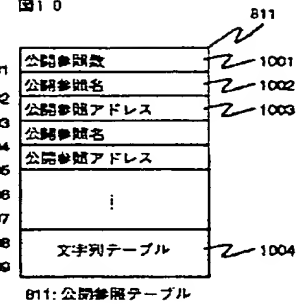 図10
811
公開参照数
1001
公開参照名
1002
公開参照アドレス
1003
公開参照名
公開参照アドレス
⋮
文字列テーブル
1004
811: 公開参照テーブル